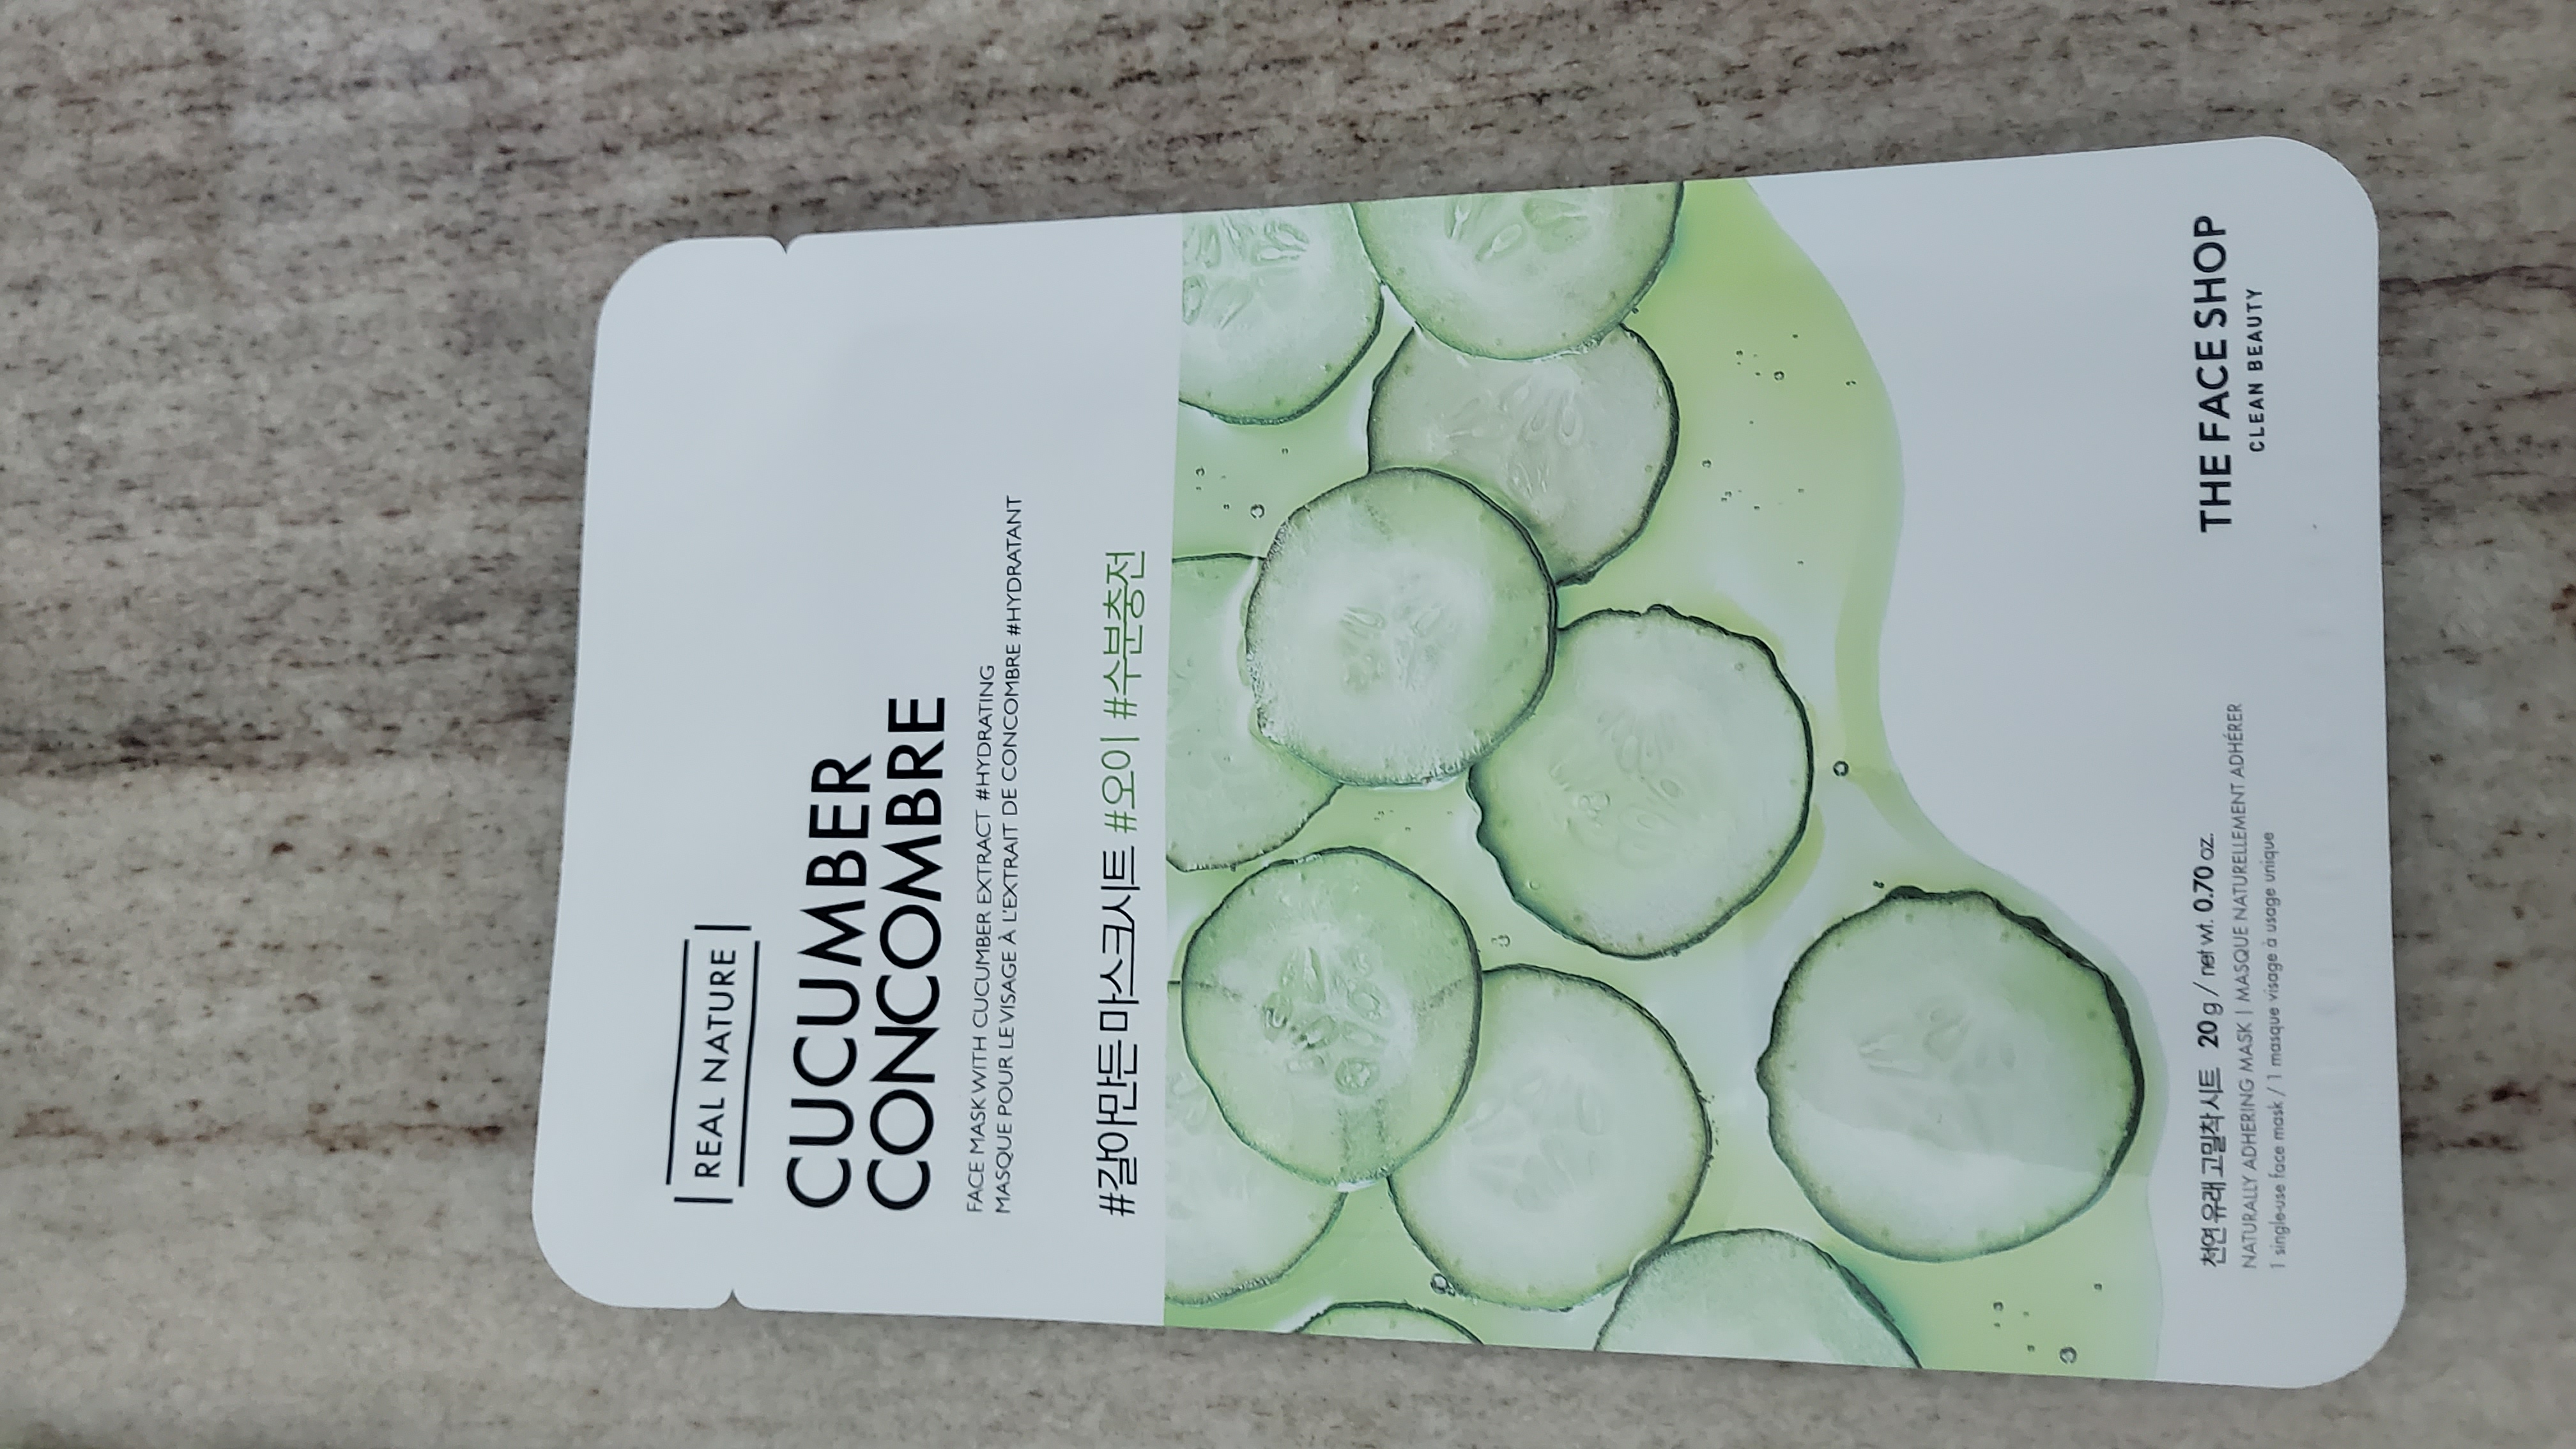 REAL NATURE
CUCUMBER
CONCOMBRE
FACE MASK WITH CUCUMBER EXTRACT #HYDRATING
MASQUE POUR LE VISAGE À L'EXTRAIT DE CONCOMBRE #HYDRATANT
#갈아만든 마스크시트 #오이 #수분충전
천연유래 고밀착시트 20 g / net wt. 0.70 oz.
NATURALLY ADHERING MASK | MASQUE NATURELLEMENT ADHÉRER
1 single-use face mask / 1 masque visage à usage unique
THE FACE SHOP
CLEAN BEAUTY